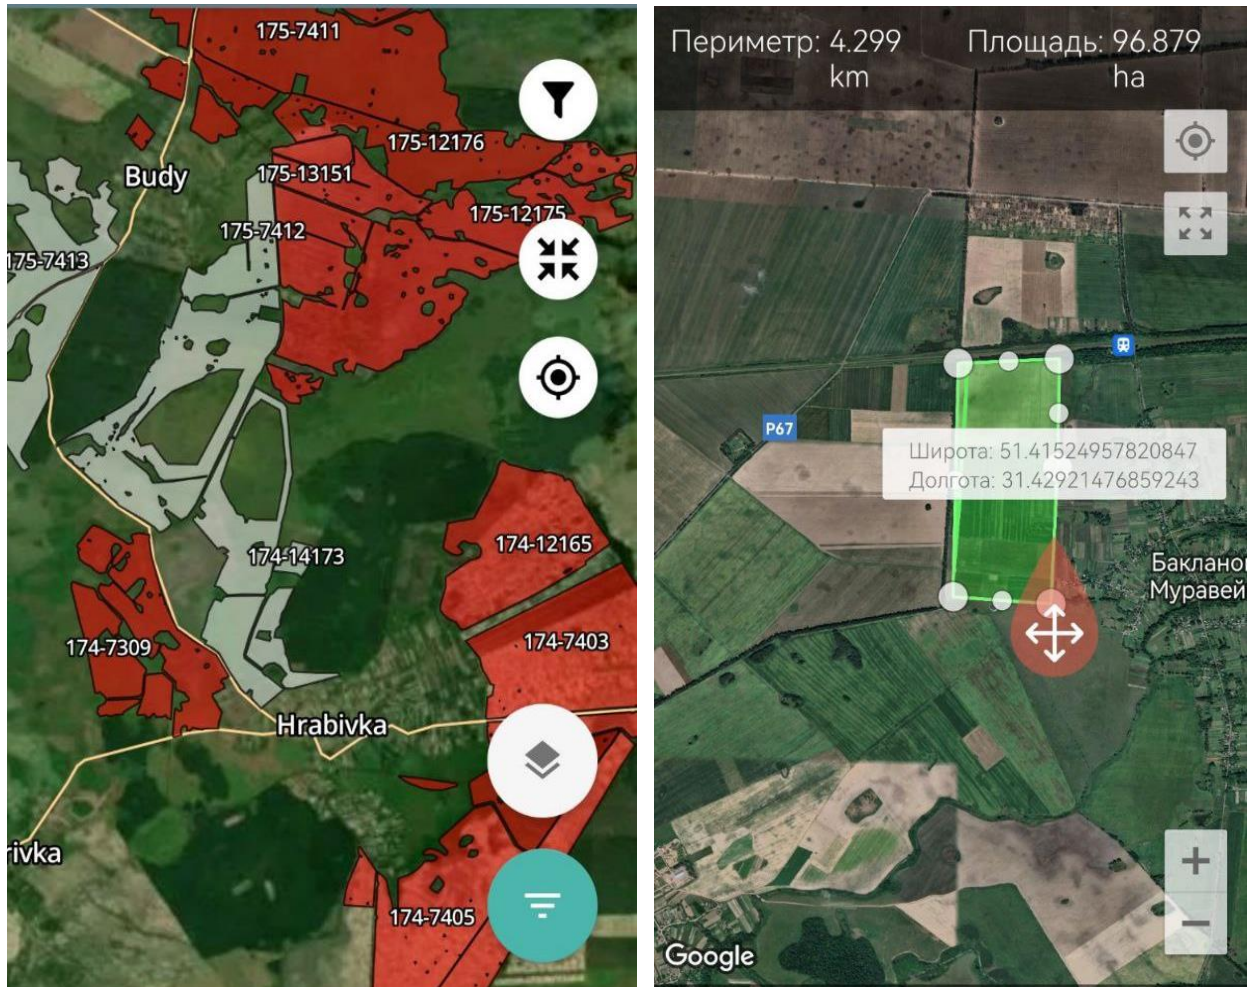 175-7411
175-12176
Budy
175-13151
175-12175
175-7412
175-7413
174-12165
174-14173
174-7403
174-7309
Hrabivka
rivka
174-7405
Периметр: 4.299
km
Площадь: 96.879
ha
P67
Широта: 51.41524957820847
Долгота: 31.42921476859243
Баклано
Муравей
Google